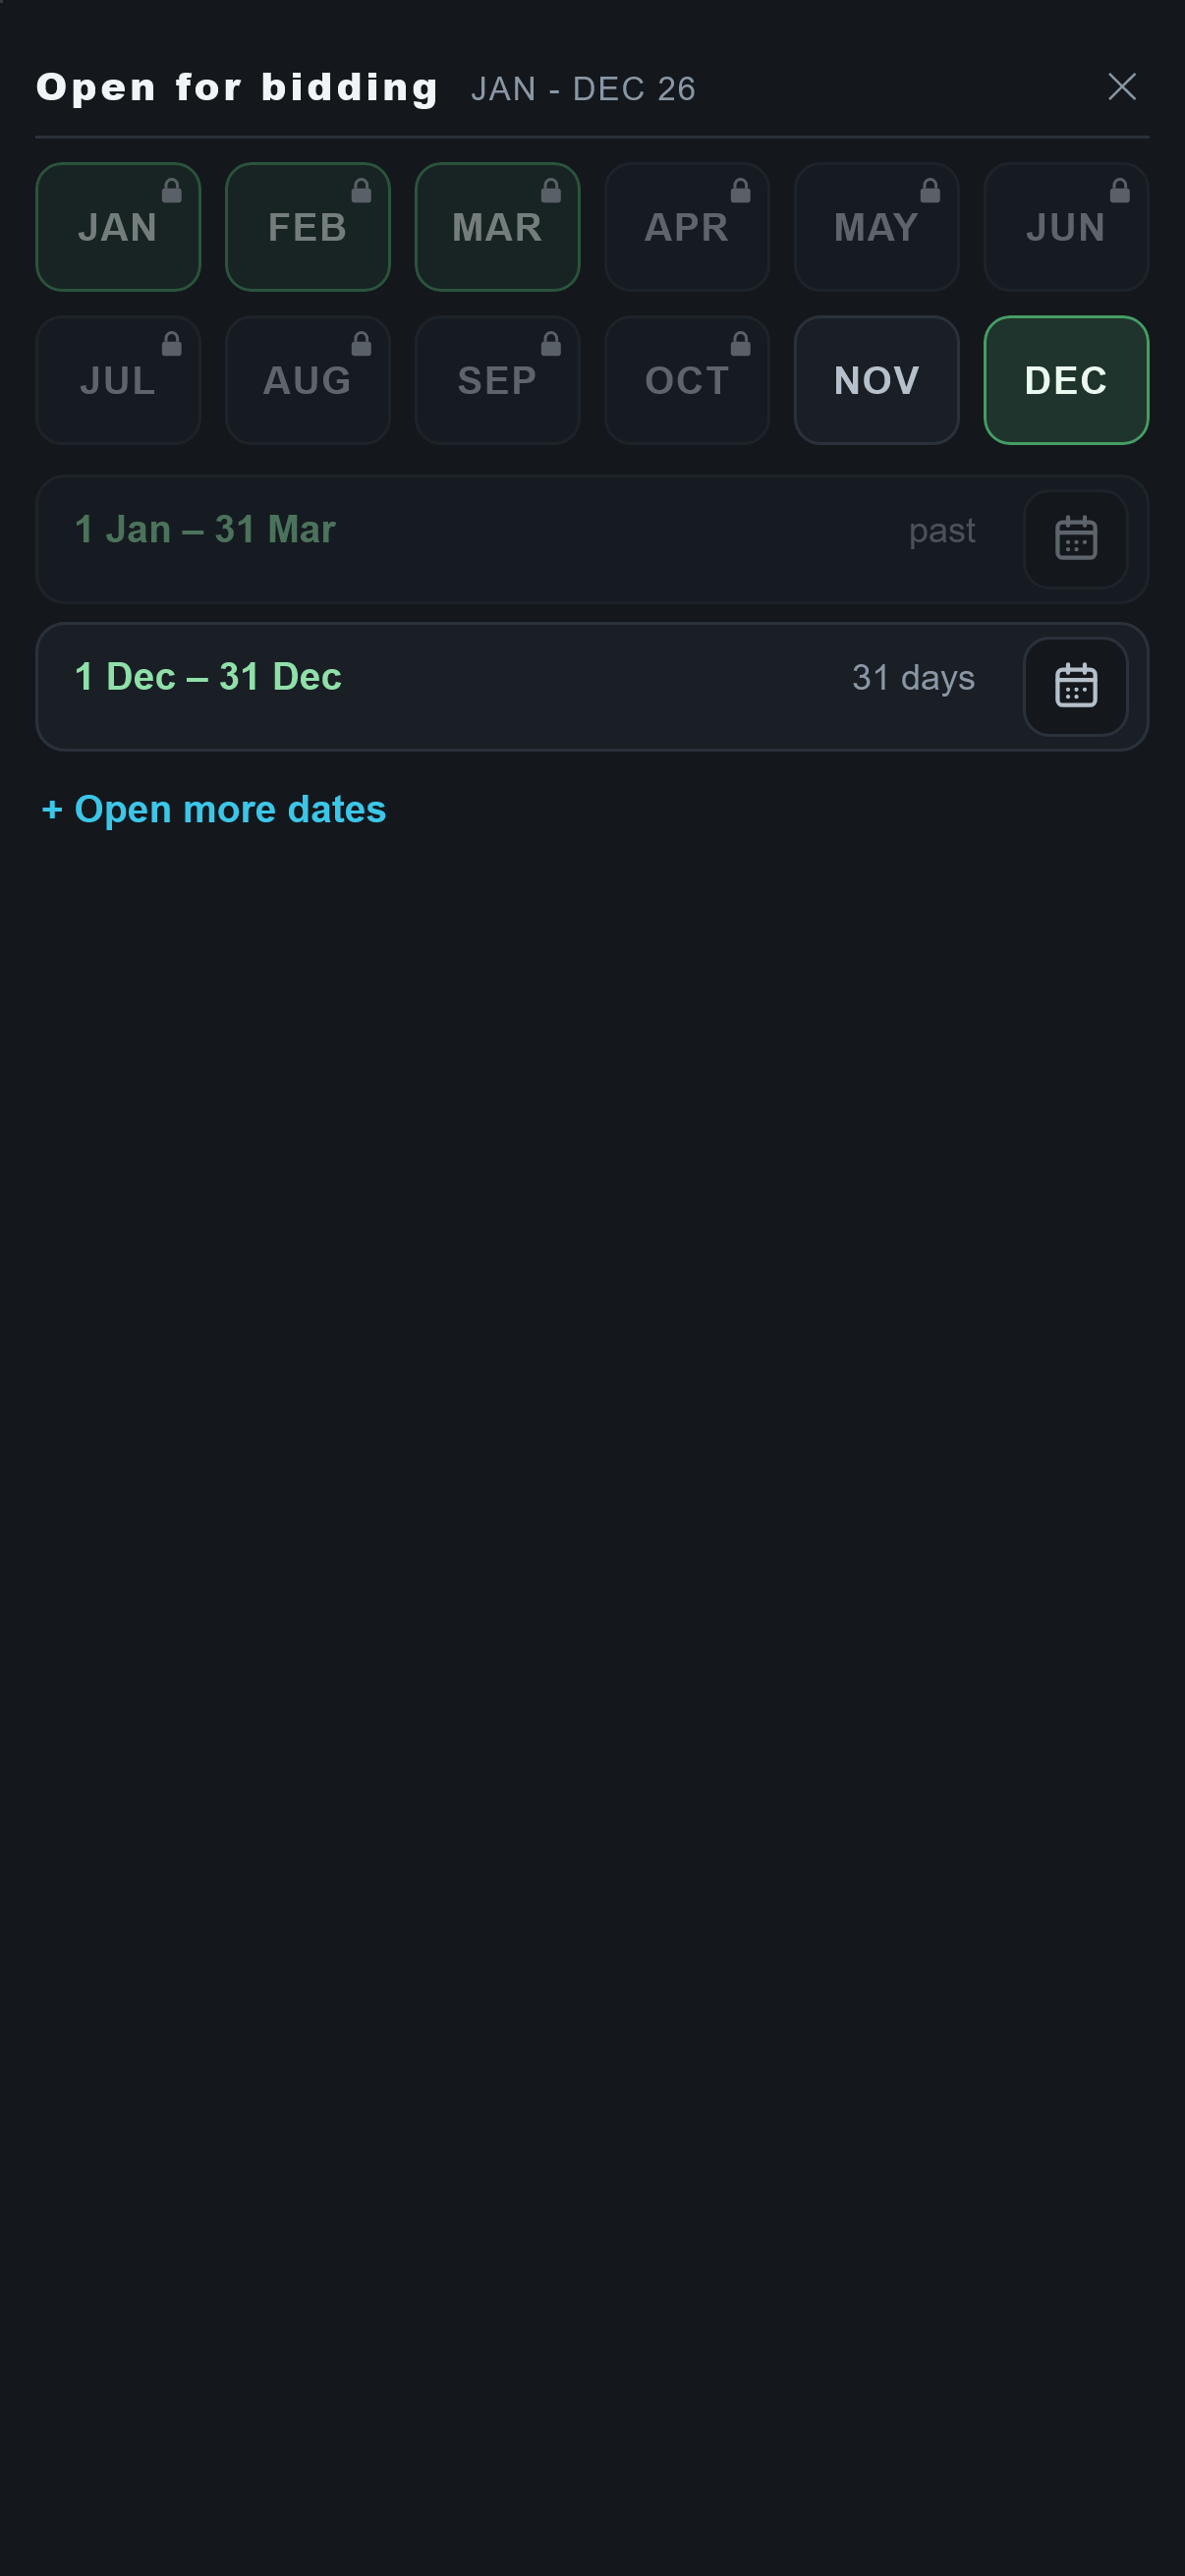 Open for bidding JAN - DEC 26
JAN FEB MAR APR MAY JUN
JUL AUG SEP OCT NOV DEC
1 Jan – 31 Mar past
1 Dec – 31 Dec 31 days
+ Open more dates